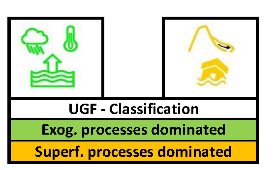 UGF - Classification
Exog. processes dominated
Superf. processes dominated